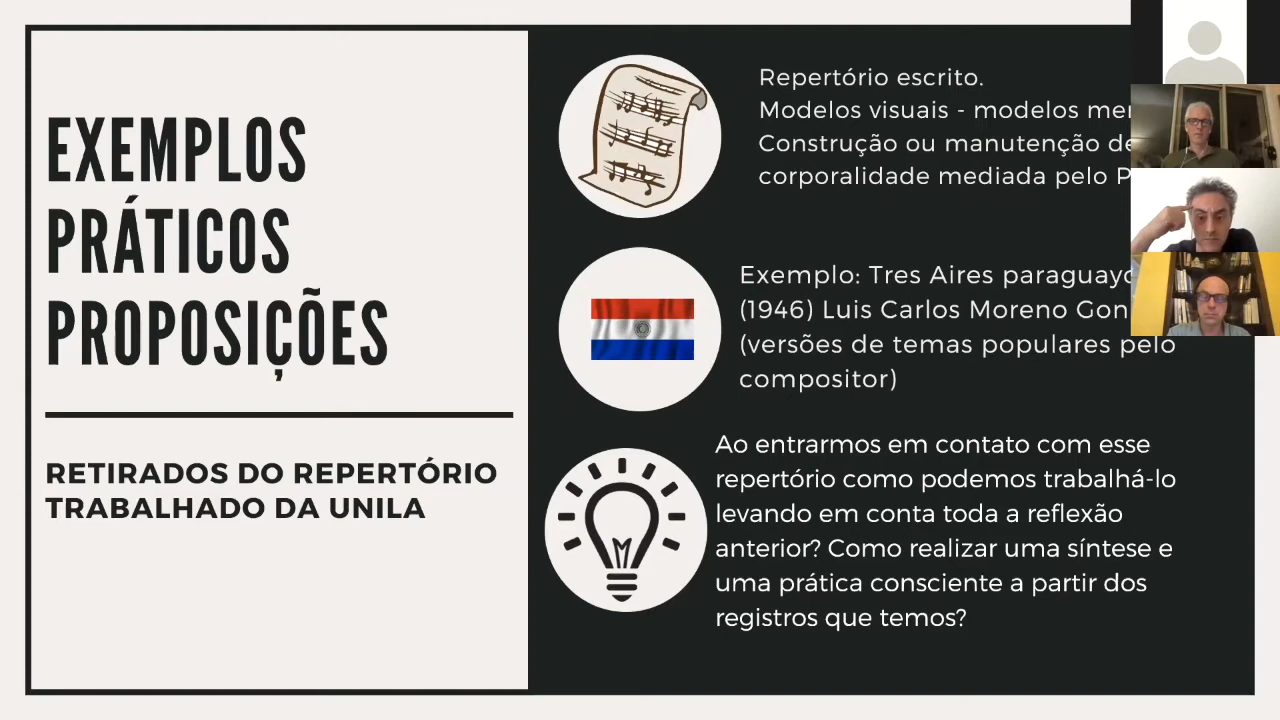 EXEMPLOS
PRÁTICOS
PROPOSIÇÕES
RETIRADOS DO REPERTÓRIO
TRABALHADO DA UNILA
Repertório escrito.
Modelos visuais - modelos
Construção ou manutenção de
corporalidade mediada pelo
Exemplo: Tres Aires
(1946) Luis Carlos Moreno
(versões de temas populares pelo
compositor)
Ao entrarmos em contato com esse
repertório como podemos trabalhá-lo
levando em conta toda a reflexão
anterior? Como realizar uma síntese e
uma prática consciente a partir dos
registros que temos?